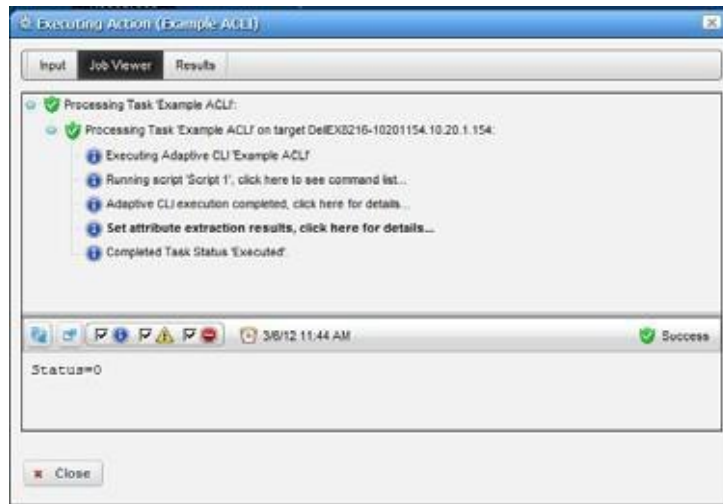 Executing Action (Example ACLI)
Input Job Viewer Results
Processing Task 'Example ACLI':
Processing Task 'Example ACLI' on target DellEX8216-10201154.10.20.1.154:
Executing Adaptive CLI 'Example ACLI'
Running script 'Script 1', click here to see command list...
Adaptive CLI execution completed, click here for details...
Set attribute extraction results, click here for details...
Completed Task Status 'Executed'.
3/6/12 11:44 AM Success
Status=0
Close